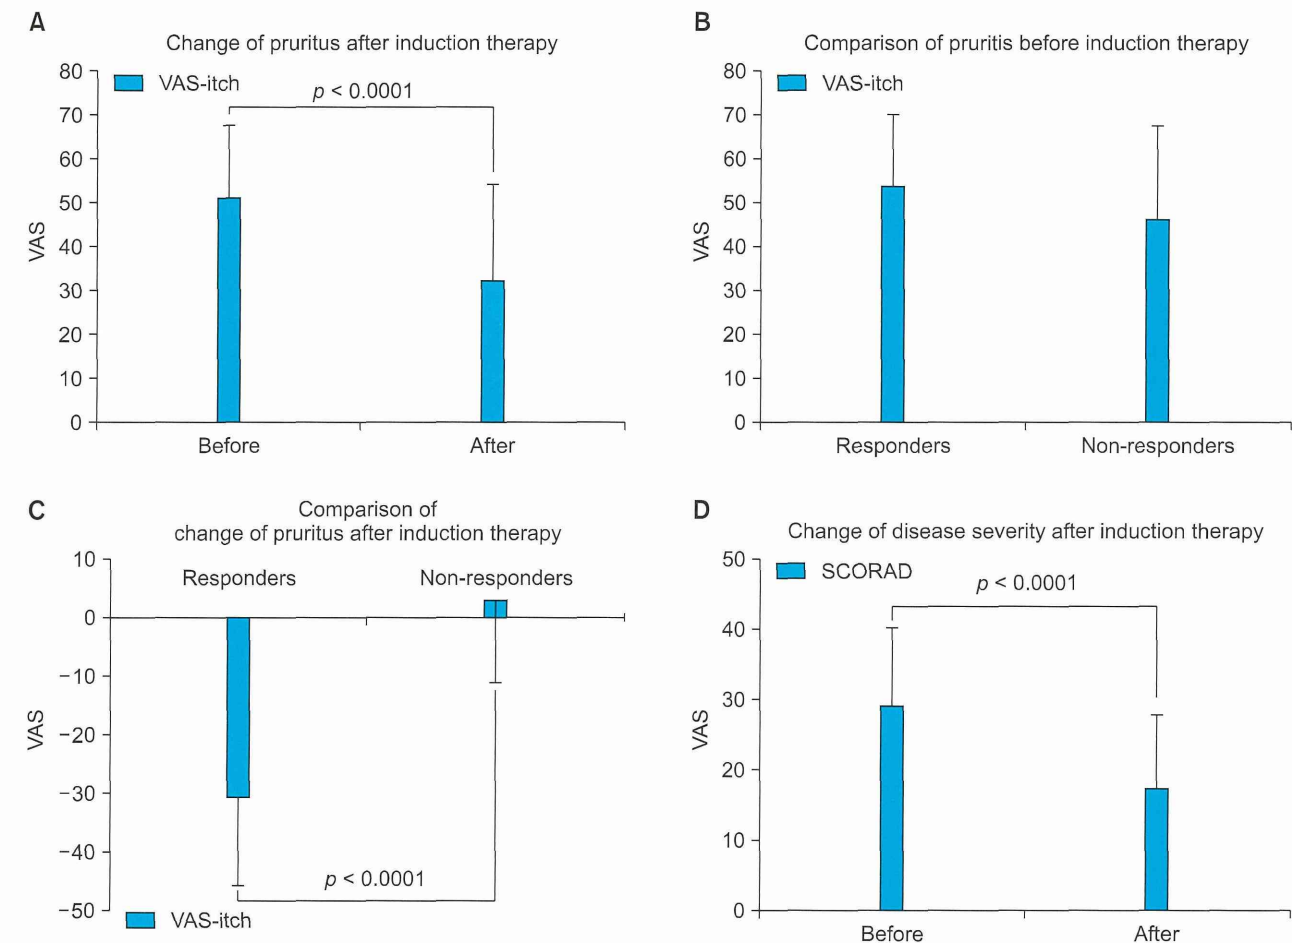 A
Change of pruritus after induction therapy
80
VAS-itch
p < 0.0001
70
60
50
40
30
20
10
0
VAS
Before
After
B
Comparison of pruritis before induction therapy
80
VAS-itch
70
60
50
40
30
20
10
0
VAS
Responders
Non-responders
C
Comparison of
change of pruritus after induction therapy
10
Responders
Non-responders
0
−10
−20
−30
−40
−50
VAS
p < 0.0001
VAS-itch
D
Change of disease severity after induction therapy
50
SCORAD
p < 0.0001
40
30
20
10
0
VAS
Before
After